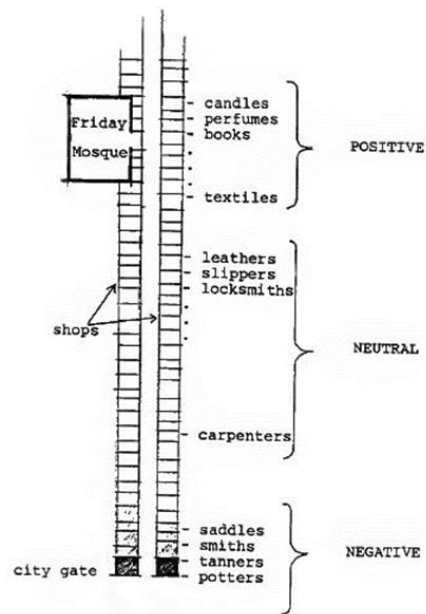 candles
perfumes
Friday
books
Mosque
POSITIVE
textiles
leathers
slippers
locksmiths
shops
NEUTRAL
carpenters
saddles
smiths
NEGATIVE
tanners
city gate
potters